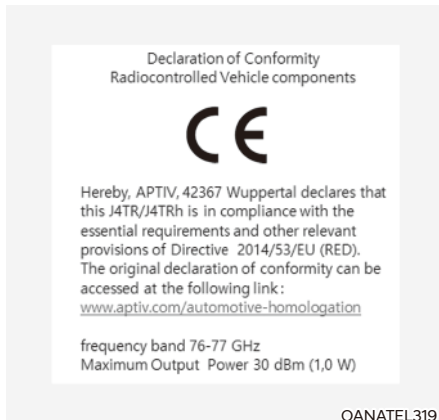 Declaration of Conformity
Radiocontrolled Vehicle components
CE
Hereby, APTIV, 42367 Wuppertal declares that
this J4TR/J4TRh is in compliance with the
essential requirements and other relevant
provisions of Directive 2014/53/EU (RED).
The original declaration of conformity can be
accessed at the following link :
www.aptiv.com/automotive-homologation
frequency band 76-77 GHz
Maximum Output Power 30 dBm (1,0 W)
OANATEL319